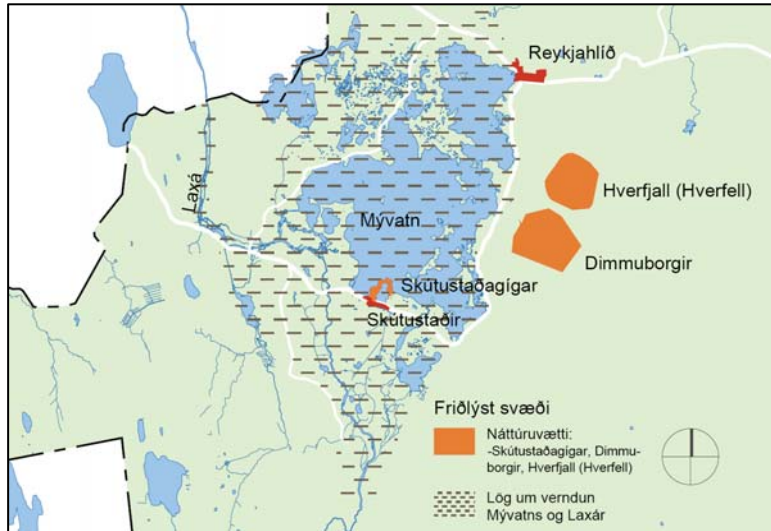 Reykjahlíð
Laxá
Hverfjall (Hverfell)
Mývatn
Dimmuborgir
Skútustaðagígar
Skútustaðir
Friðlýst svæði
Náttúruvætti:
-Skútustaðagígar, Dimmu-
borgir, Hverfjall (Hverfell)
Lög um verndun
Mývatns og Laxár